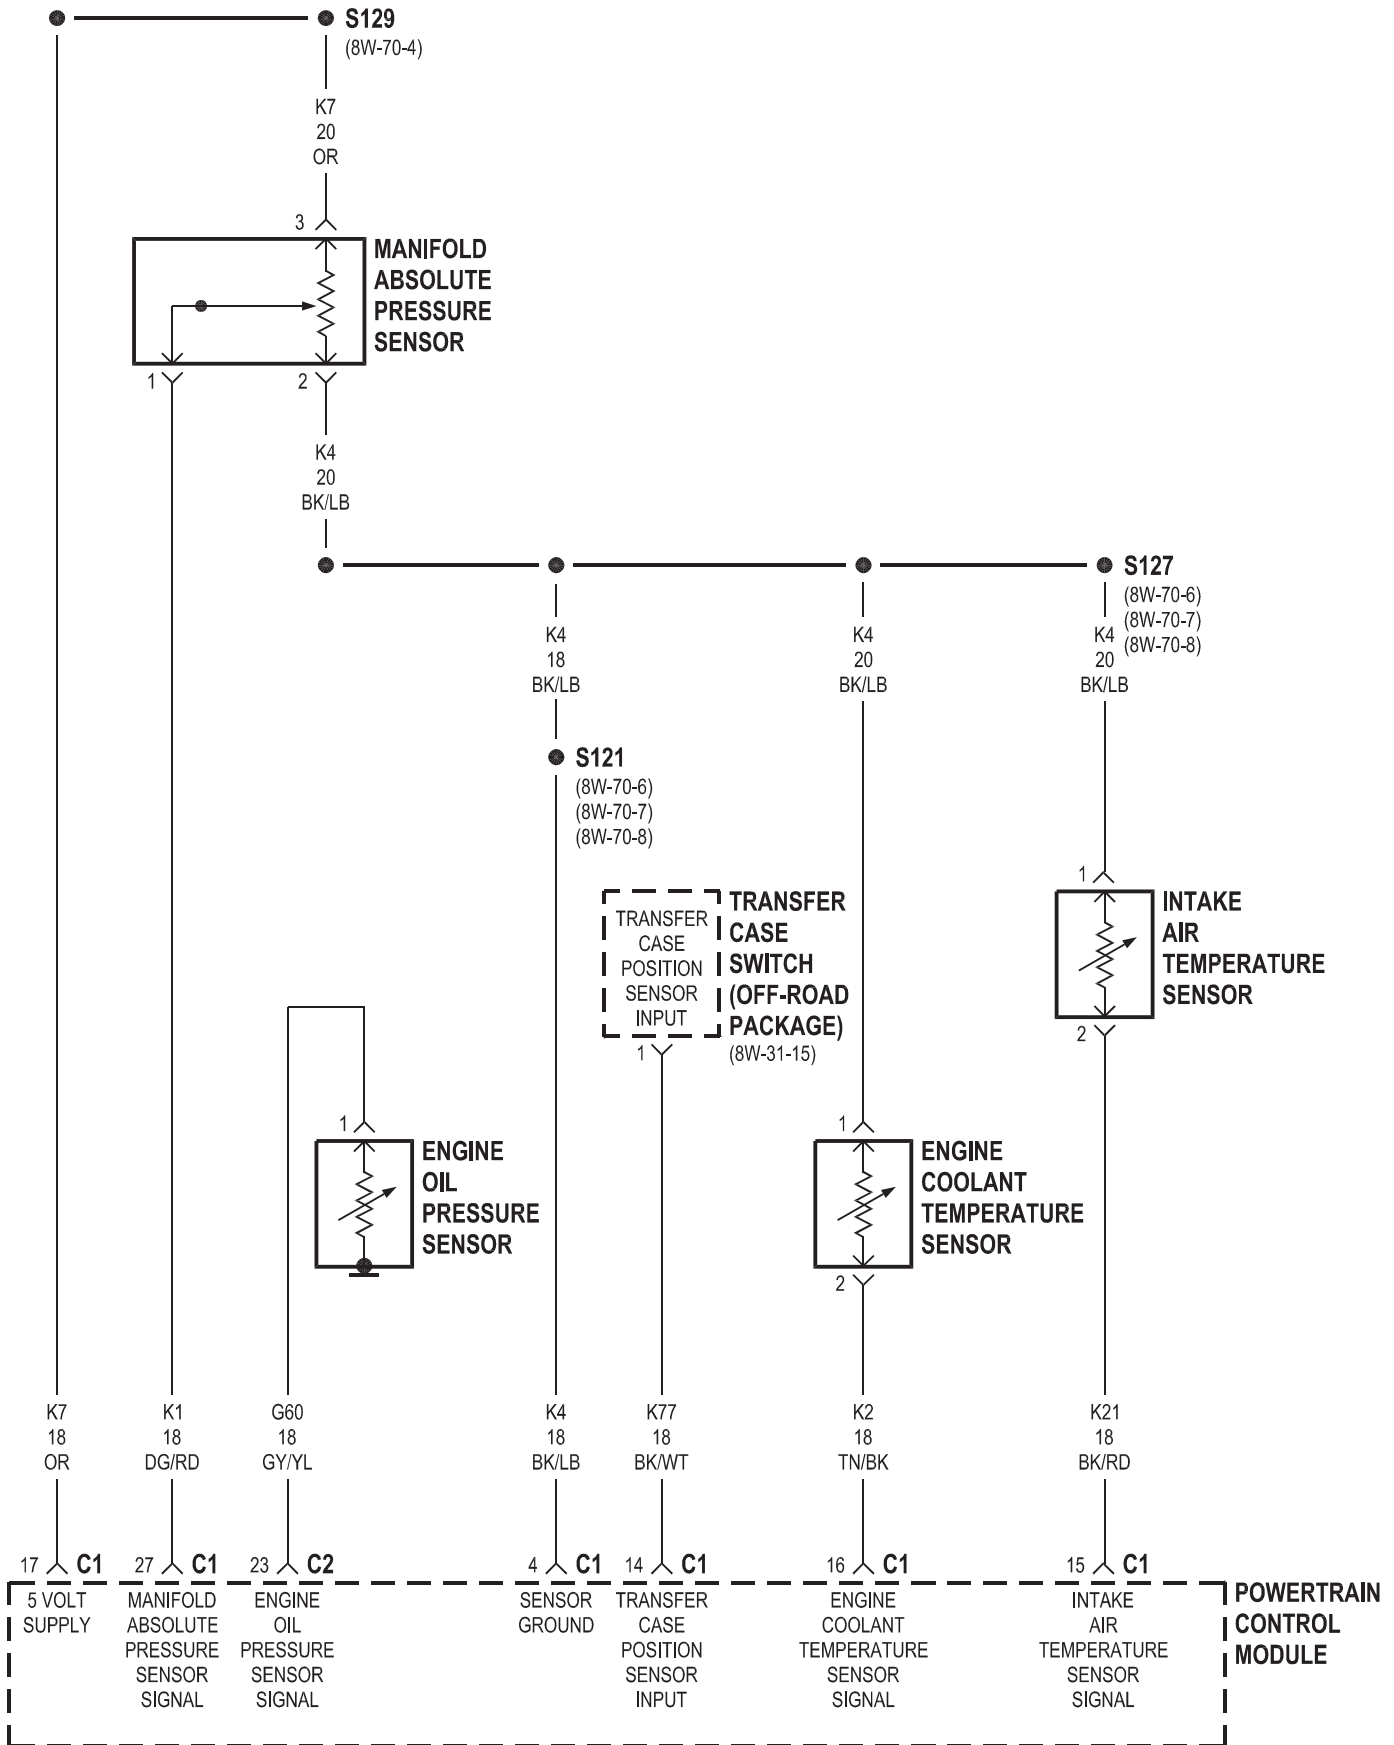 S129
(8W-70-4)
K7
20
OR
3
MANIFOLD
ABSOLUTE
PRESSURE
SENSOR
1
2
K4
20
BK/LB
S127
(8W-70-6)
(8W-70-7)
(8W-70-8)
K4
18
BK/LB
K4
20
BK/LB
K4
20
BK/LB
S121
(8W-70-6)
(8W-70-7)
(8W-70-8)
TRANSFER
CASE
POSITION
SENSOR
INPUT
TRANSFER
CASE
SWITCH
(OFF-ROAD
PACKAGE)
(8W-31-15)
1
1
INTAKE
AIR
TEMPERATURE
SENSOR
2
1
ENGINE
OIL
PRESSURE
SENSOR
1
ENGINE
COOLANT
TEMPERATURE
SENSOR
2
K7
18
OR
K1
18
DG/RD
G60
18
GY/YL
K4
18
BK/LB
K77
18
BK/WT
K2
18
TN/BK
K21
18
BK/RD
17 C1
27 C1
23 C2
4 C1
14 C1
16 C1
15 C1
5 VOLT
SUPPLY
MANIFOLD
ABSOLUTE
PRESSURE
SENSOR
SIGNAL
ENGINE
OIL
PRESSURE
SENSOR
SIGNAL
SENSOR
GROUND
TRANSFER
CASE
POSITION
SENSOR
INPUT
ENGINE
COOLANT
TEMPERATURE
SENSOR
SIGNAL
INTAKE
AIR
TEMPERATURE
SENSOR
SIGNAL
POWERTRAIN
CONTROL
MODULE